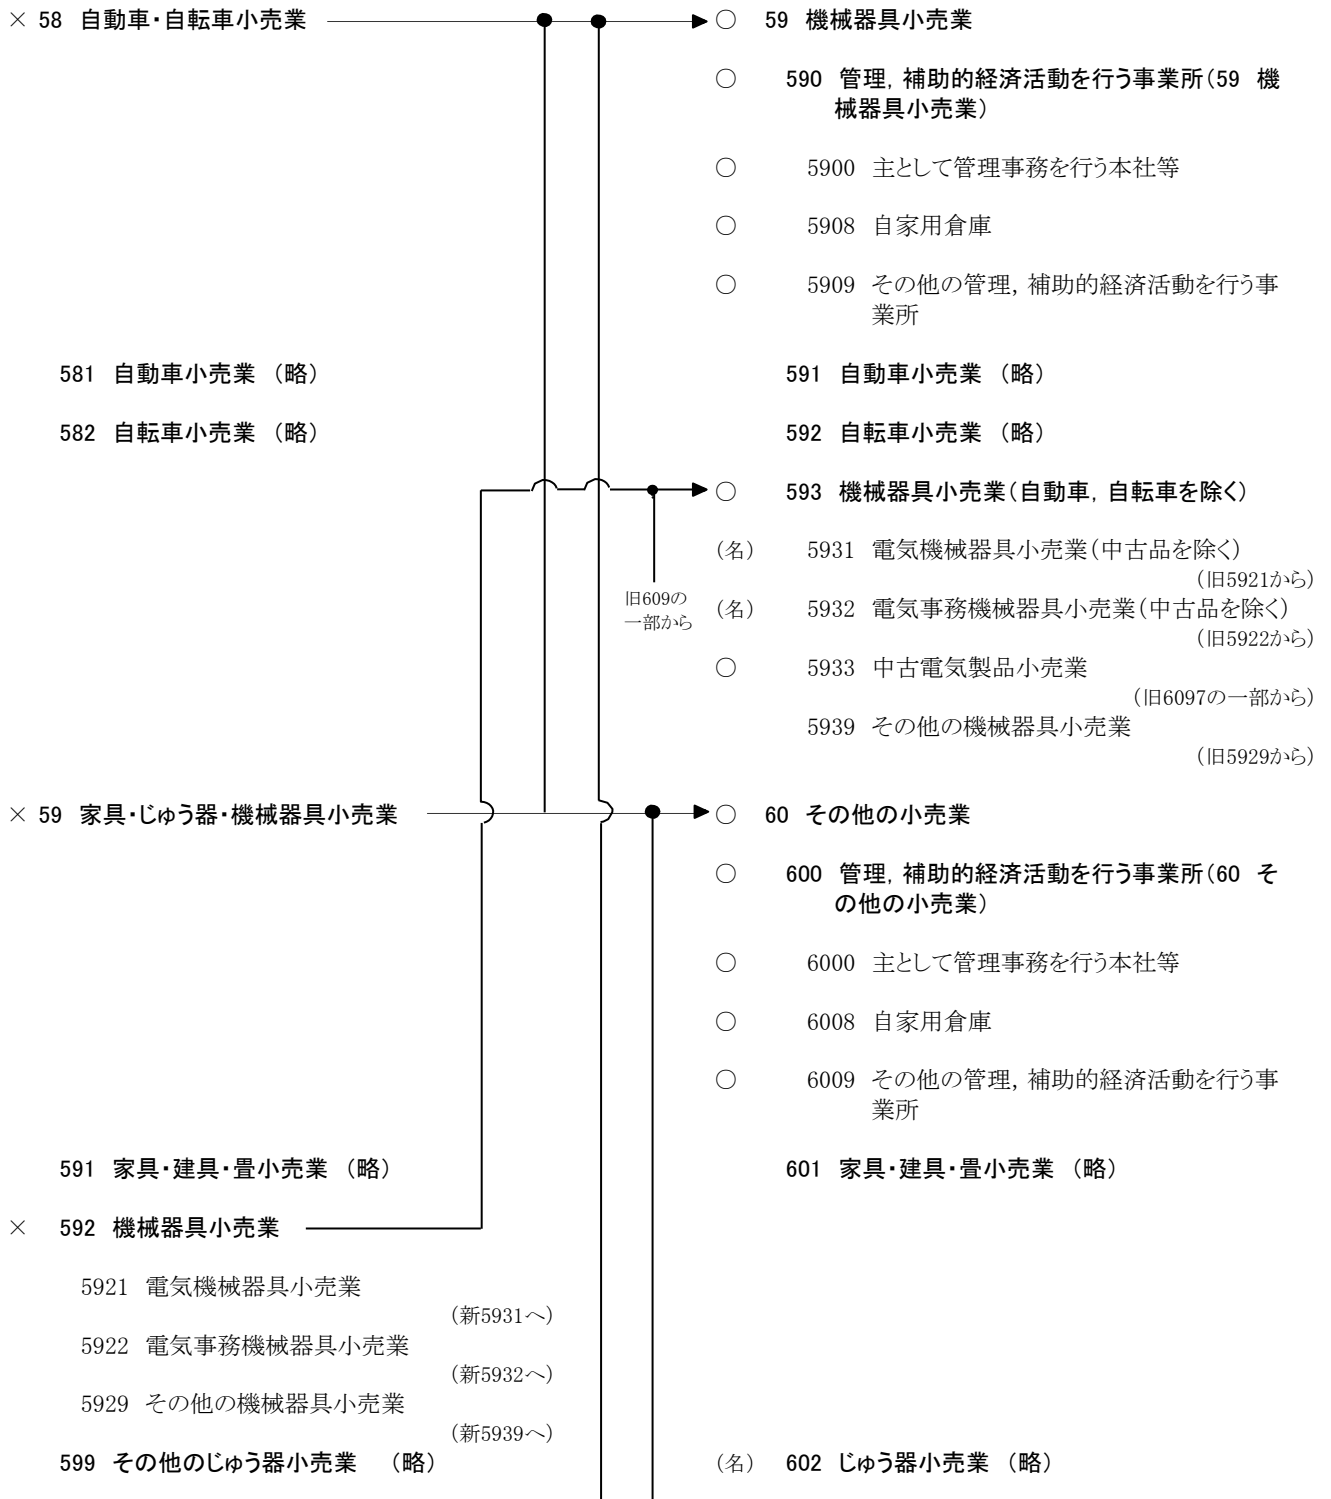 × 58 自動車・自転車小売業
○ 59 機械器具小売業
○ 590 管理，補助的経済活動を行う事業所（59 機
械器具小売業）
○ 5900 主として管理事務を行う本社等
○ 5908 自家用倉庫
○ 5909 その他の管理，補助的経済活動を行う事
業所
581 自動車小売業 （略）
591 自動車小売業 （略）
582 自転車小売業 （略）
592 自転車小売業 （略）
○ 593 機械器具小売業（自動車，自転車を除く）
（名） 5931 電気機械器具小売業（中古品を除く）
（旧5921から）
旧609の
一部から
（名） 5932 電気事務機械器具小売業（中古品を除く）
（旧5922から）
○ 5933 中古電気製品小売業
（旧6097の一部から）
5939 その他の機械器具小売業
（旧5929から）
× 59 家具・じゅう器・機械器具小売業
○ 60 その他の小売業
○ 600 管理，補助的経済活動を行う事業所（60 そ
の他の小売業）
○ 6000 主として管理事務を行う本社等
○ 6008 自家用倉庫
○ 6009 その他の管理，補助的経済活動を行う事
業所
591 家具・建具・畳小売業 （略）
601 家具・建具・畳小売業 （略）
× 592 機械器具小売業
5921 電気機械器具小売業
（新5931へ）
5922 電気事務機械器具小売業
（新5932へ）
5929 その他の機械器具小売業
（新5939へ）
599 その他のじゅう器小売業 （略）
（名） 602 じゅう器小売業 （略）